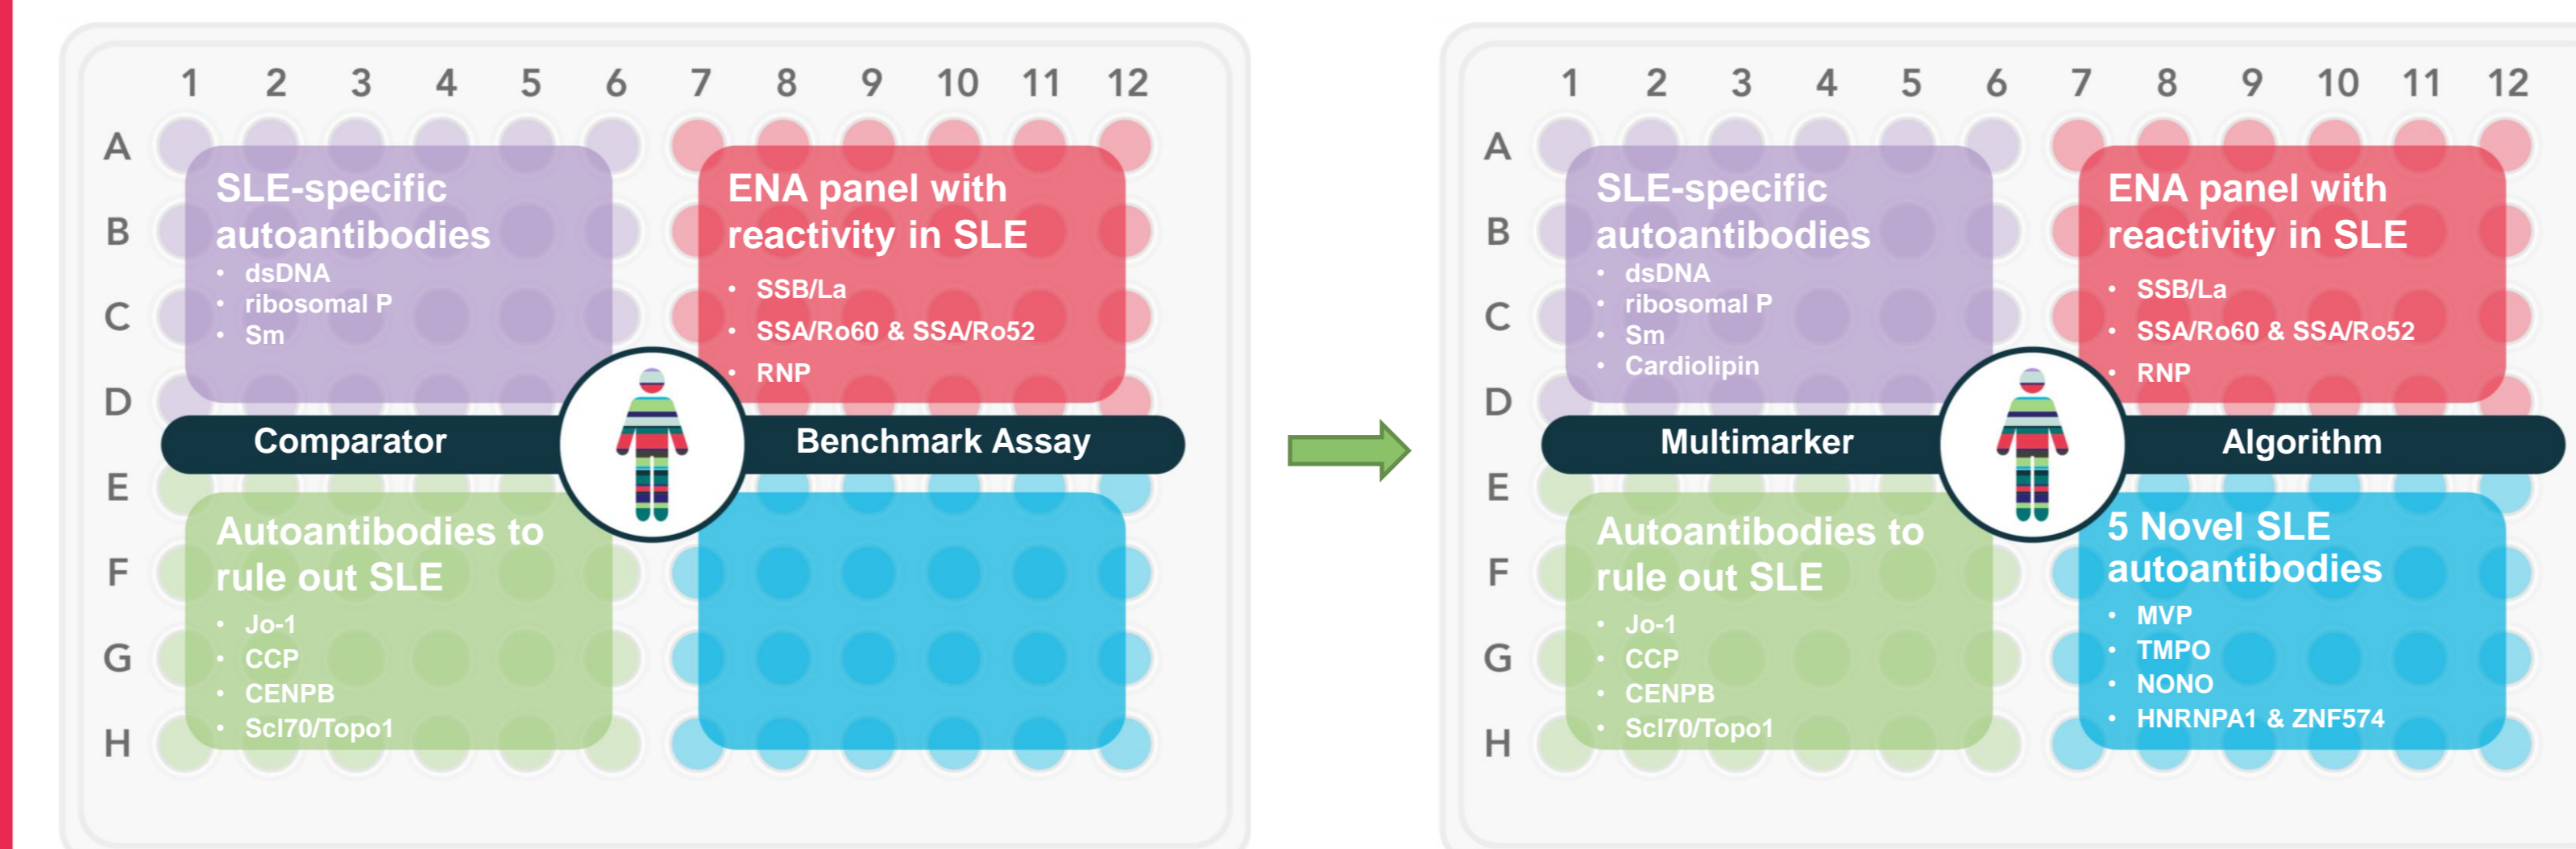 1 2 3 4 5 6 7 8 9 10 11 12
A
B
C
D
E
F
G
H
SLE-specific
autoantibodies
• dsDNA
• ribosomal P
• Sm
ENA panel with
reactivity in SLE
• SSB/La
• SSA/Ro60 & SSA/Ro52
• RNP
Comparator
Benchmark Assay
Autoantibodies to
rule out SLE
• Jo-1
• CCP
• CENPB
• Scl70/Topo1
1 2 3 4 5 6 7 8 9 10 11 12
A
B
C
D
E
F
G
H
SLE-specific
autoantibodies
• dsDNA
• ribosomal P
• Sm
• Cardiolipin
ENA panel with
reactivity in SLE
• SSB/La
• SSA/Ro60 & SSA/Ro52
• RNP
Multimarker
Algorithm
Autoantibodies to
rule out SLE
• Jo-1
• CCP
• CENPB
• Scl70/Topo1
5 Novel SLE
autoantibodies
• MVP
• TMPO
• NONO
• HNRNPA1 & ZNF574